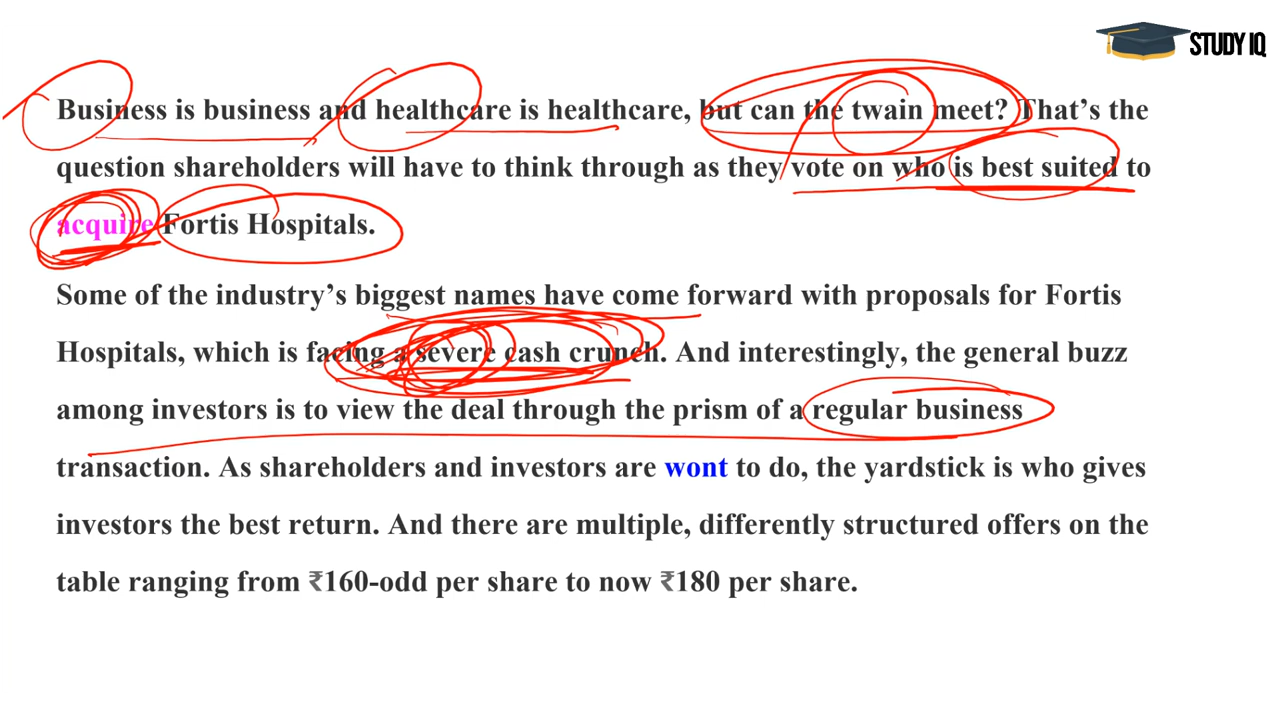 STUDY IQ
Business is business and healthcare is healthcare, but can the twain meet? That’s the
question shareholders will have to think through as they vote on who is best suited to
acquire Fortis Hospitals.
Some of the industry’s biggest names have come forward with proposals for Fortis
Hospitals, which is facing a severe cash crunch. And interestingly, the general buzz
among investors is to view the deal through the prism of a regular business
transaction. As shareholders and investors are wont to do, the yardstick is who gives
investors the best return. And there are multiple, differently structured offers on the
table ranging from ₹160-odd per share to now ₹180 per share.